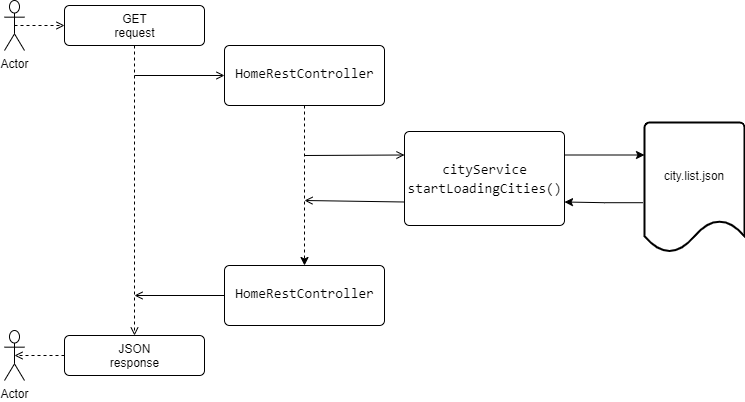 GET
request
Actor
HomeRestController
cityService
startLoadingCities()
city.list.json
HomeRestController
JSON
response
Actor